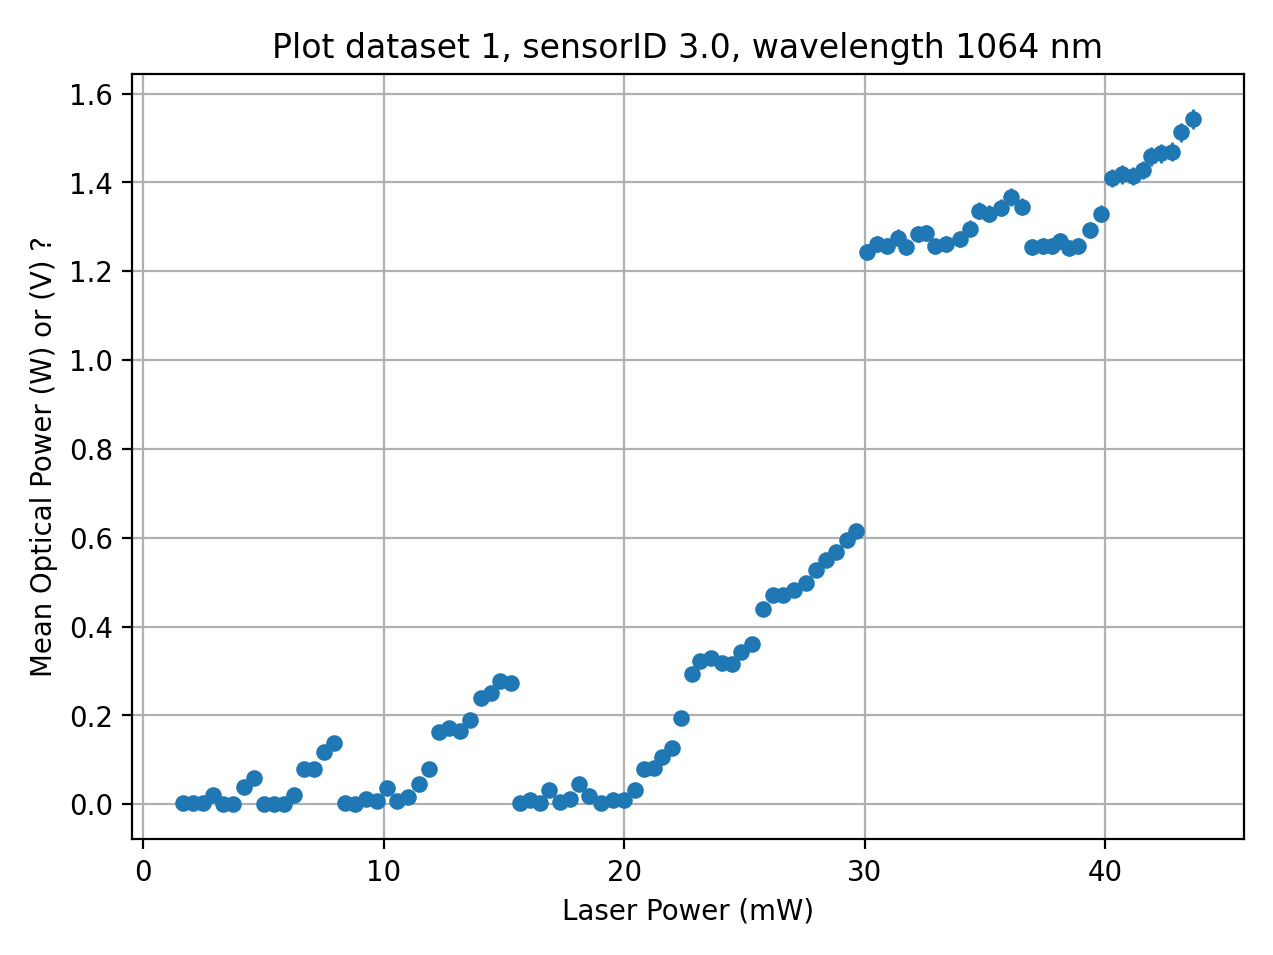 Plot dataset 1, sensorID 3.0, wavelength 1064 nm
Mean Optical Power (W) or (V) ?
1.6
1.4
1.2
1.0
0.8
0.6
0.4
0.2
0.0
0 10 20 30 40
Laser Power (mW)